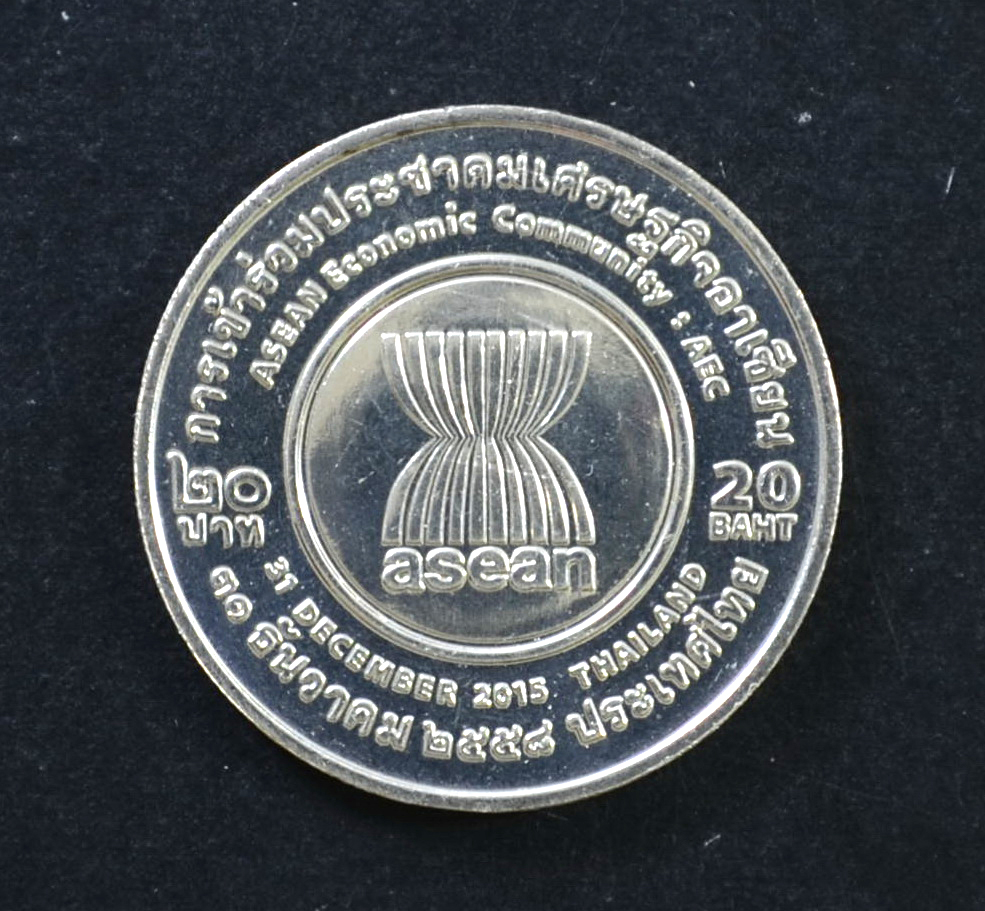 การเข้าร่วมประชาคมเศรษฐกิจอาเซียน
ASEAN Economic Community : AEC
๒๐
บาท
20
BAHT
asean
31 DECEMBER 2015 THAILAND
๓๑ ธันวาคม ๒๕๕๘ ประเทศไทย